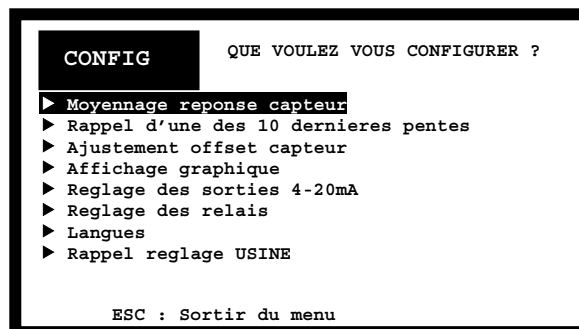 CONFIG
QUE VOULEZ VOUS CONFIGURER ?
Moyennage reponse capteur
Rappel d'une des 10 dernieres pentes
Ajustement offset capteur
Affichage graphique
Reglage des sorties 4-20mA
Reglage des relais
Langues
Rappel reglage USINE
ESC : Sortir du menu